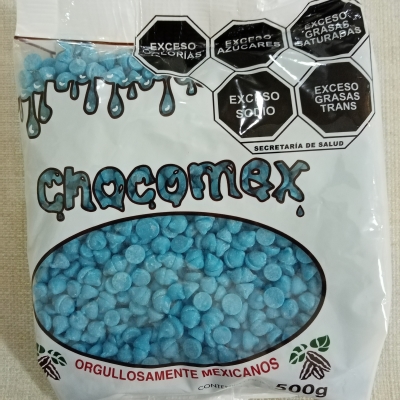 EXCESO CALORÍAS
EXCESO AZÚCARES
EXCESO GRASAS SATURADAS
EXCESO SODIO
EXCESO GRASAS TRANS
SECRETARÍA DE SALUD
chocomex
ORGULLOSAMENTE MEXICANOS
500g